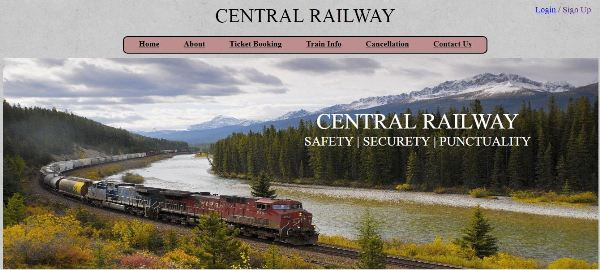 CENTRAL RAILWAY
Login / Sign Up
Home About Ticket Booking Train Info Cancellation Contact Us
CENTRAL RAILWAY
SAFETY | SECURETY | PUNCTUALITY